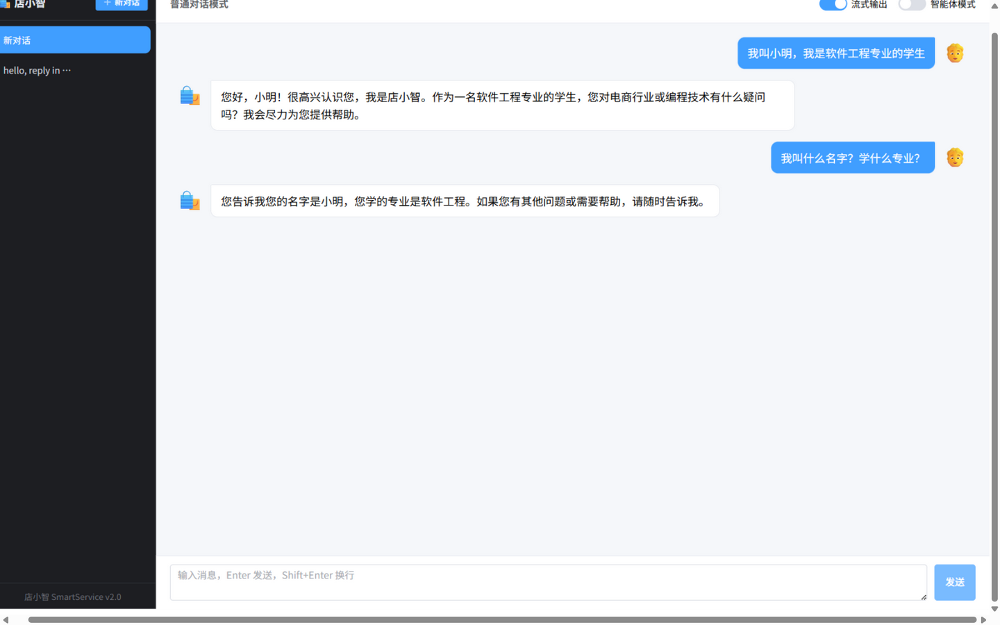 店小智
+ 新对话
普通对话模式
流式输出
智能体模式
新对话
hello, reply in ···
我叫小明，我是软件工程专业的学生
您好，小明！很高兴认识您，我是店小智。作为一名软件工程专业的学生，您对电商行业或编程技术有什么疑问
吗？我会尽力为您提供帮助。
我叫什么名字？学什么专业？
您告诉我您的名字是小明，您学的专业是软件工程。如果您有其他问题或需要帮助，请随时告诉我。
输入消息，Enter 发送，Shift+Enter 换行
发送
店小智 SmartService v2.0